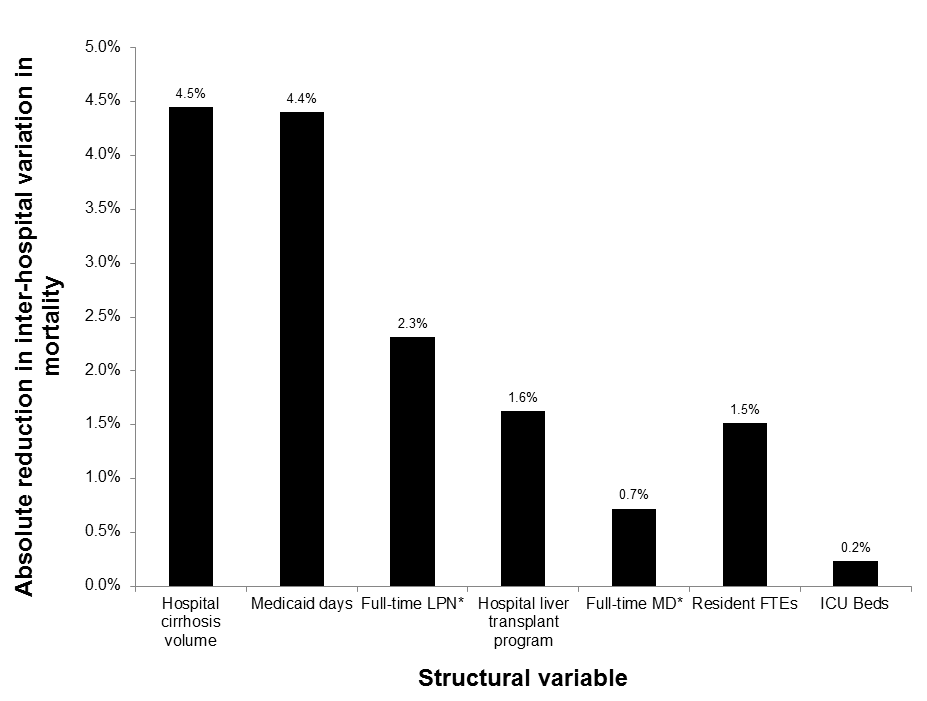 Absolute reduction in inter-hospital variation in
mortality
5.0%
4.5%
4.0%
3.5%
3.0%
2.5%
2.0%
1.5%
1.0%
0.5%
0.0%
4.5%
4.4%
2.3%
1.6%
0.7%
1.5%
0.2%
Hospital
cirrhosis
volume
Medicaid days
Full-time LPN*
Hospital liver
transplant
program
Full-time MD*
Resident FTEs
ICU Beds
Structural variable